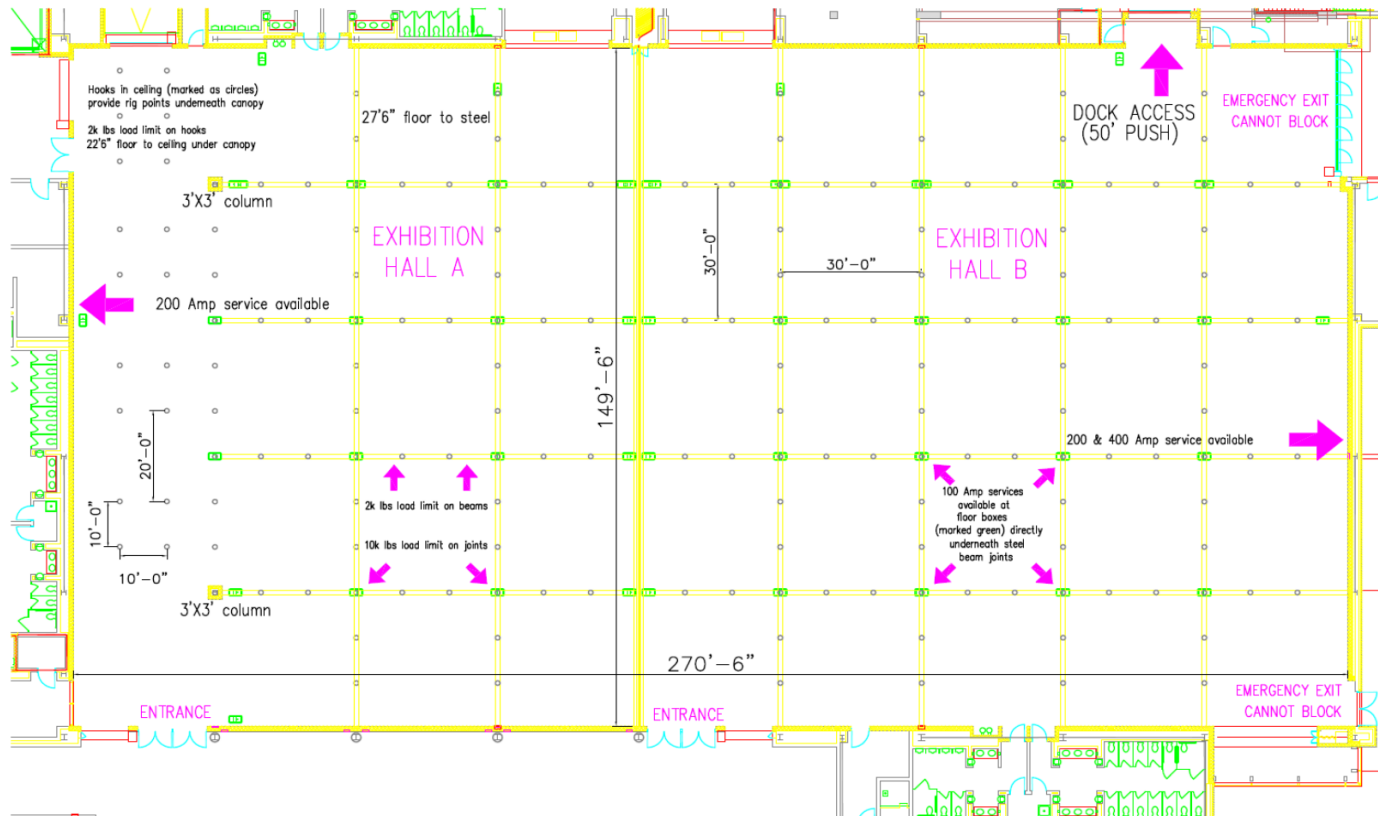 Hooks in ceiling (marked as circles)
provide rig points underneath canopy
2k lbs load limit on hooks
22'6" floor to ceiling under canopy
27'6" floor to steel
DOCK ACCESS
(50' PUSH)
EMERGENCY EXIT
CANNOT BLOCK
3'X3' column
EXHIBITION
HALL A
30'-0"
30'-0"
EXHIBITION
HALL B
200 Amp service available
149'-6"
20'-0"
200 & 400 Amp service available
2k lbs load limit on beams
10k lbs load limit on joints
100 Amp services
available at
floor boxes
(marked green) directly
underneath steel
beam joints
10'-0"
10'-0"
3'X3' column
270'-6"
ENTRANCE
ENTRANCE
EMERGENCY EXIT
CANNOT BLOCK